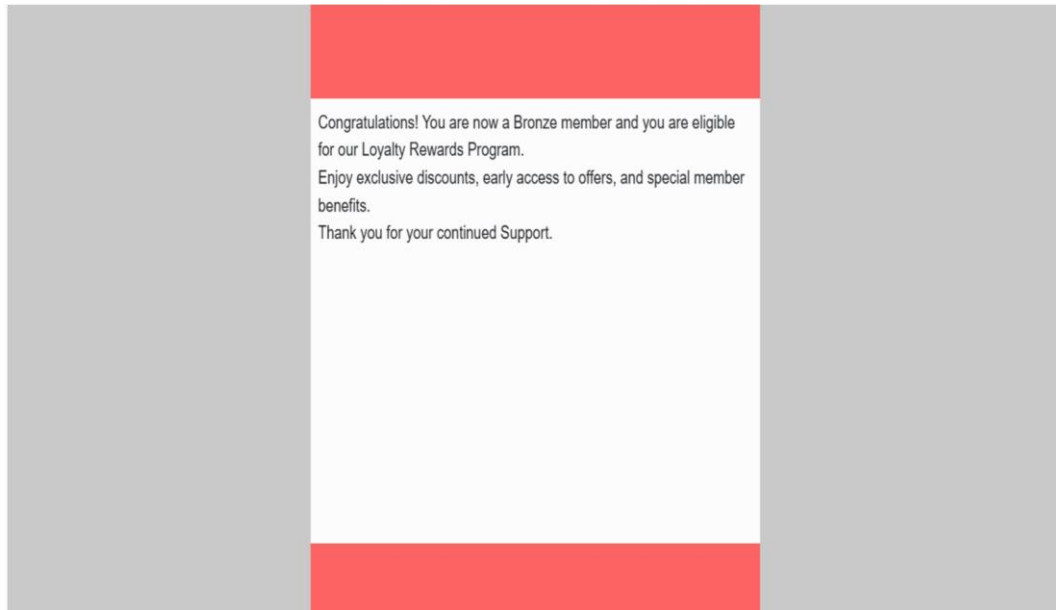 Congratulations! You are now a Bronze member and you are eligible
for our Loyalty Rewards Program.
Enjoy exclusive discounts, early access to offers, and special member
benefits.
Thank you for your continued Support.